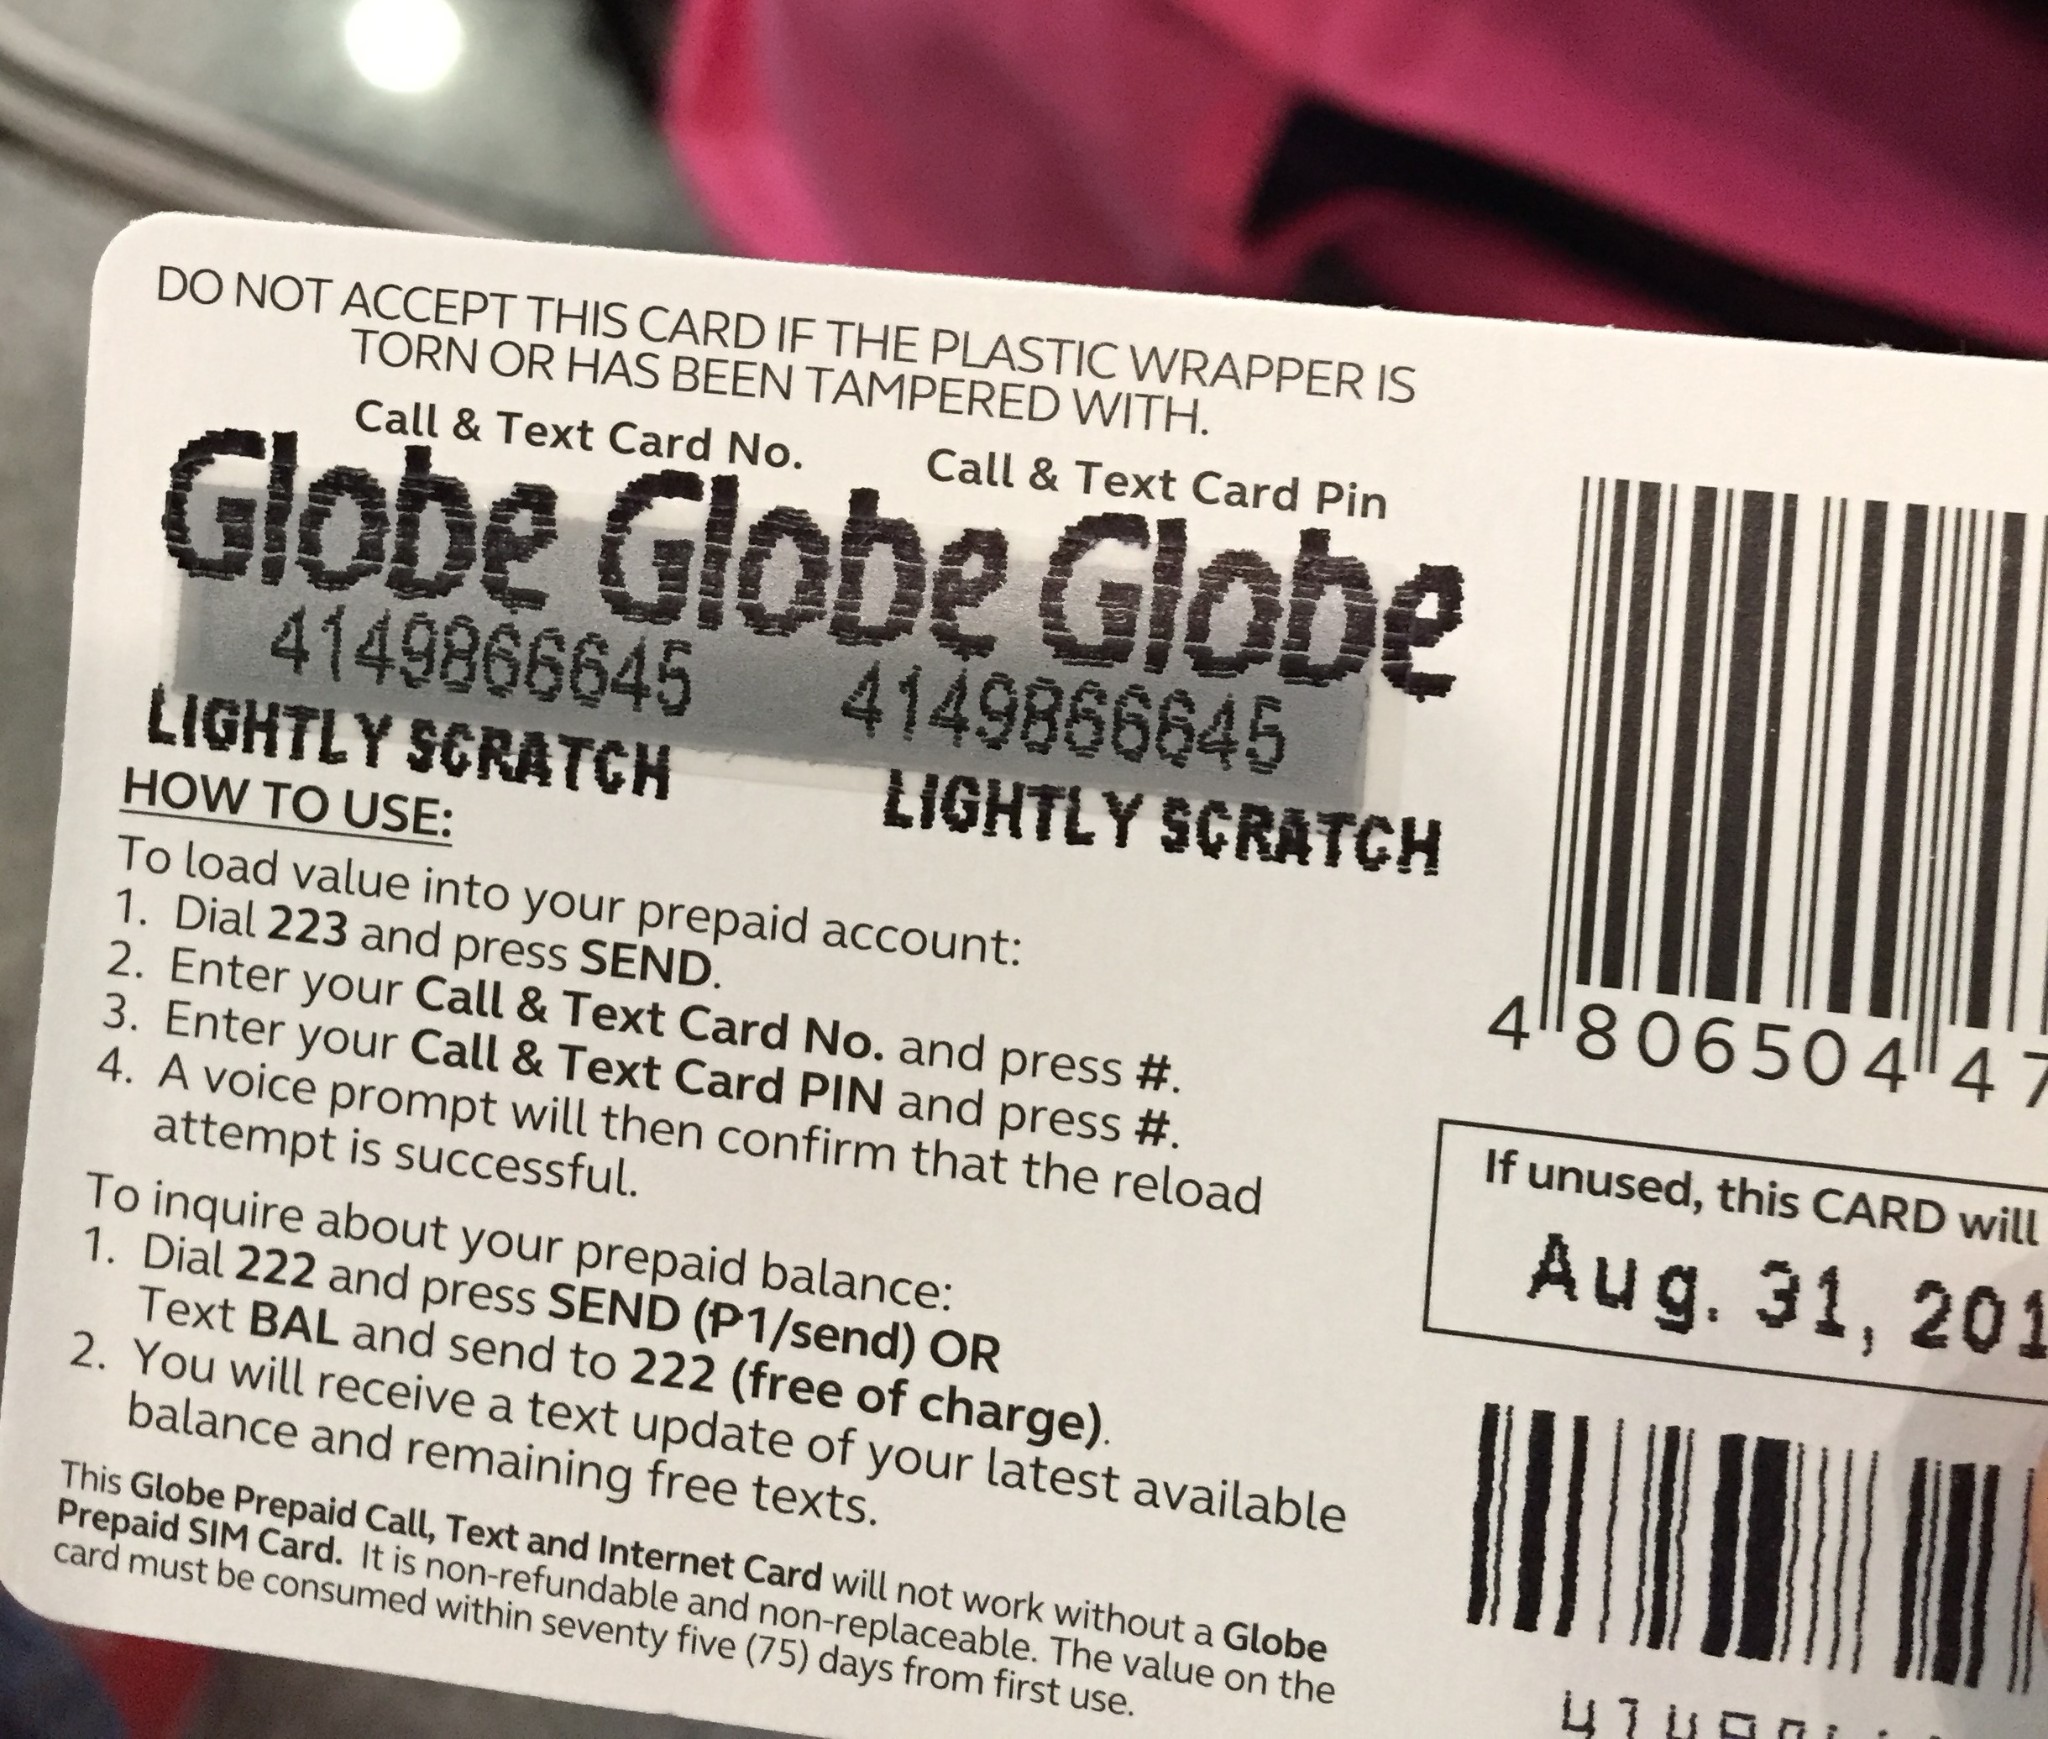 DO NOT ACCEPT THIS CARD IF THE PLASTIC WRAPPER IS
TORN OR HAS BEEN TAMPERED WITH.
Call & Text Card No.
Call & Text Card Pin
Globe Globe Globe
4149866645
4149866645
LIGHTLY SCRATCH
LIGHTLY SCRATCH
HOW TO USE:
To load value into your prepaid account:
1. Dial 223 and press SEND.
2. Enter your Call & Text Card No. and press #.
3. Enter your Call & Text Card PIN and press #.
4. A voice prompt will then confirm that the reload
attempt is successful.
To inquire about your prepaid balance:
1. Dial 222 and press SEND (₱1/send) OR
Text BAL and send to 222 (free of charge).
2. You will receive a text update of your latest available
balance and remaining free texts.
This Globe Prepaid Call, Text and Internet Card will not work without a Globe
Prepaid SIM Card. It is non-refundable and non-replaceable. The value on the
card must be consumed within seventy five (75) days from first use.
4 806504 47
If unused, this CARD will
Aug. 31, 201